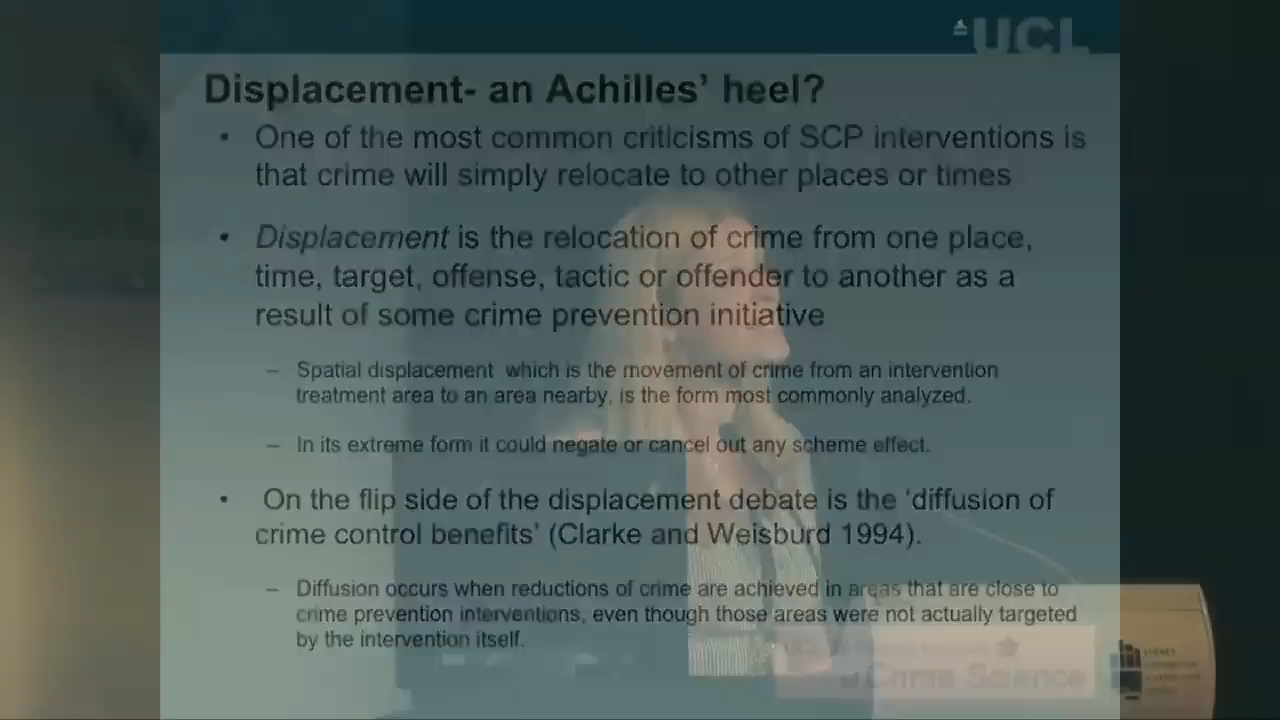 UCL
Displacement- an Achilles’ heel?
• One of the most common criticisms of SCP interventions is
that crime will simply relocate to other places or times
• Displacement is the relocation of crime from one place,
time, target, offense, tactic or offender to another as a
result of some crime prevention initiative
– Spatial displacement which is the movement of crime from an intervention
treatment area to an area nearby, is the form most commonly analyzed.
– In its extreme form it could negate or cancel out any scheme effect.
• On the flip side of the displacement debate is the ‘diffusion of
crime control benefits’ (Clarke and Weisburd 1994).
– Diffusion occurs when reductions of crime are achieved in areas that are close to
crime prevention interventions, even though those areas were not actually targeted
by the intervention itself.
Crime Science